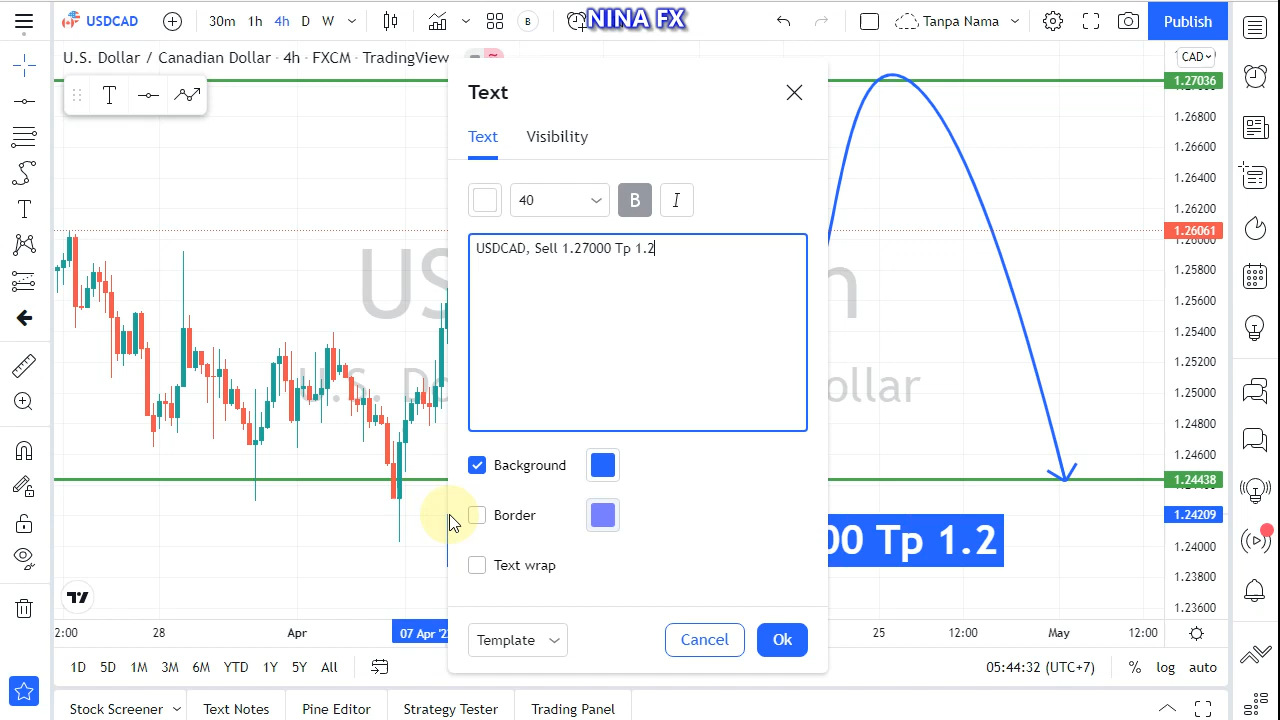 USDCAD
30m 1h 4h D W
B
NINA FX
Tanpa Nama
Publish
U.S. Dollar / Canadian Dollar · 4h · FXCM · TradingView
CAD
Text
Text Visibility
40
B I
USDCAD, Sell 1.27000 Tp 1.2
Background
Border
Text wrap
Template
Cancel
Ok
00 Tp 1.2
1.27036
1.26800
1.26600
1.26400
1.26200
1.26061
1.26000
1.25800
1.25600
1.25400
1.25200
1.25000
1.24800
1.24600
1.24438
1.24209
1.24000
1.23800
1.23600
2:00 28 Apr 07 Apr '2 25 12:00 May 12:00
1D 5D 1M 3M 6M YTD 1Y 5Y All
05:44:32 (UTC+7) % log auto
Stock Screener Text Notes Pine Editor Strategy Tester Trading Panel